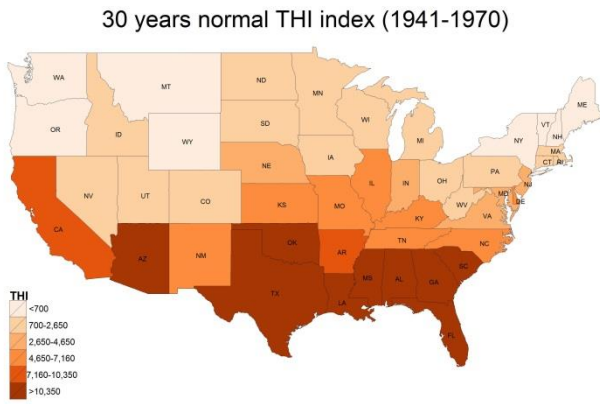 30 years normal THI index (1941-1970)
WA
MT
ND
MN
ME
VT
NH
OR
ID
SD
WI
MI
NY
WY
MA
CT
RI
IA
NE
PA
NJ
NV
UT
CO
IL
IN
OH
MD
DE
WV
VA
CA
KS
MO
KY
AZ
NM
OK
AR
TN
NC
SC
MS
AL
GA
TX
LA
FL
THI
<700
700-2,650
2,650-4,650
4,650-7,160
7,160-10,350
>10,350